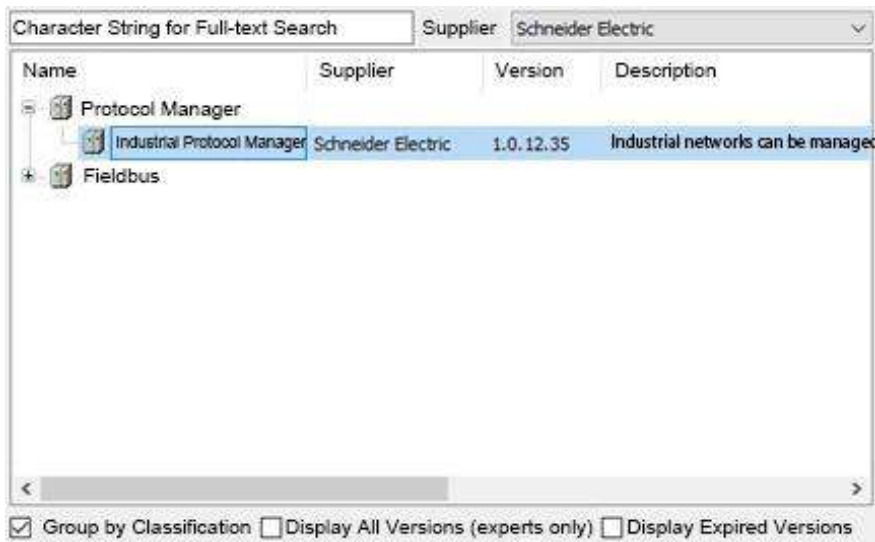 Character String for Full-text Search Supplier Schneider Electric
Name Supplier Version Description
Protocol Manager
Industrial Protocol Manager Schneider Electric 1.0.12.35 Industrial networks can be managed
Fieldbus
Group by Classification Display All Versions (experts only) Display Expired Versions